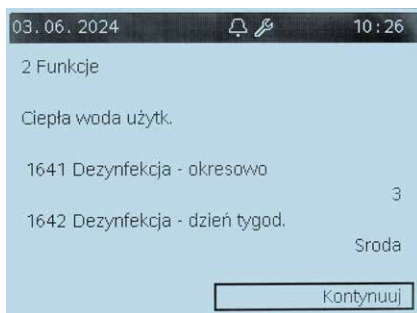 03.06.2024 10:26
2 Funkcje
Ciepła woda użytk.
1641 Dezynfekcja - okresowo
3
1642 Dezynfekcja - dzień tygod.
Sroda
Kontynuuj